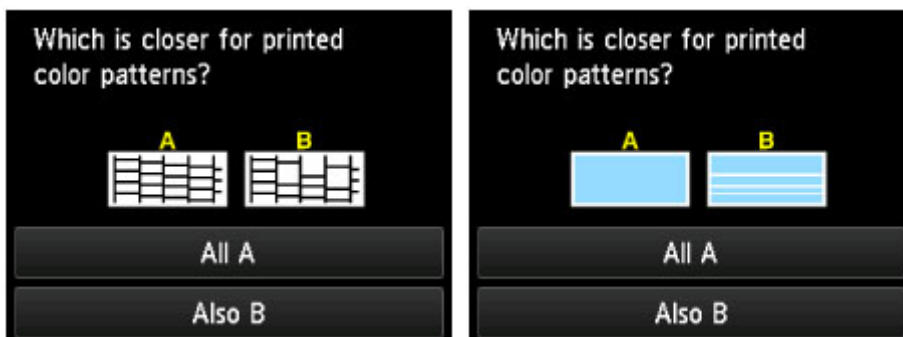 Which is closer for printed
color patterns?
A B
All A
Also B
Which is closer for printed
color patterns?
A B
All A
Also B